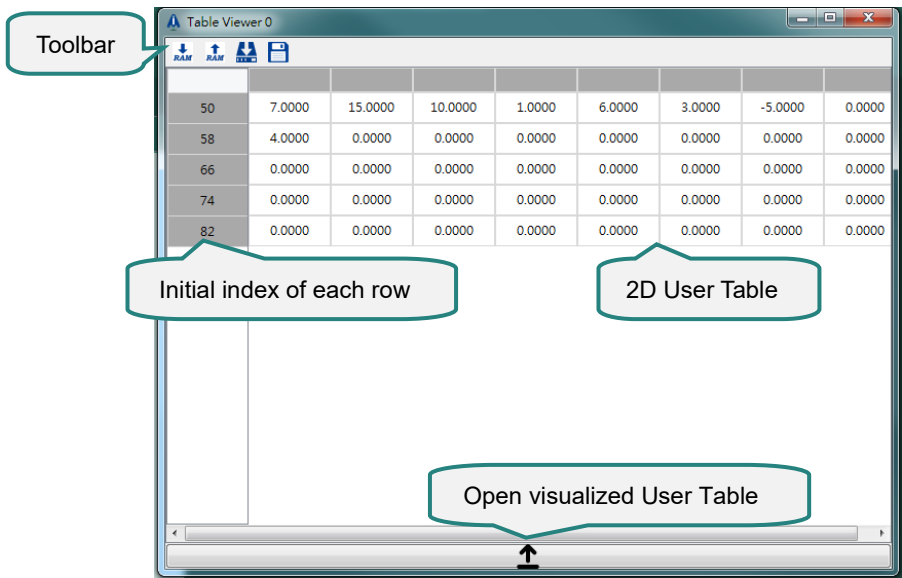 Table Viewer 0
Toolbar
RAM RAM
50 7.0000 15.0000 10.0000 1.0000 6.0000 3.0000 -5.0000 0.0000
58 4.0000 0.0000 0.0000 0.0000 0.0000 0.0000 0.0000 0.0000
66 0.0000 0.0000 0.0000 0.0000 0.0000 0.0000 0.0000 0.0000
74 0.0000 0.0000 0.0000 0.0000 0.0000 0.0000 0.0000 0.0000
82 0.0000 0.0000 0.0000 0.0000 0.0000 0.0000 0.0000 0.0000
Initial index of each row
2D User Table
Open visualized User Table